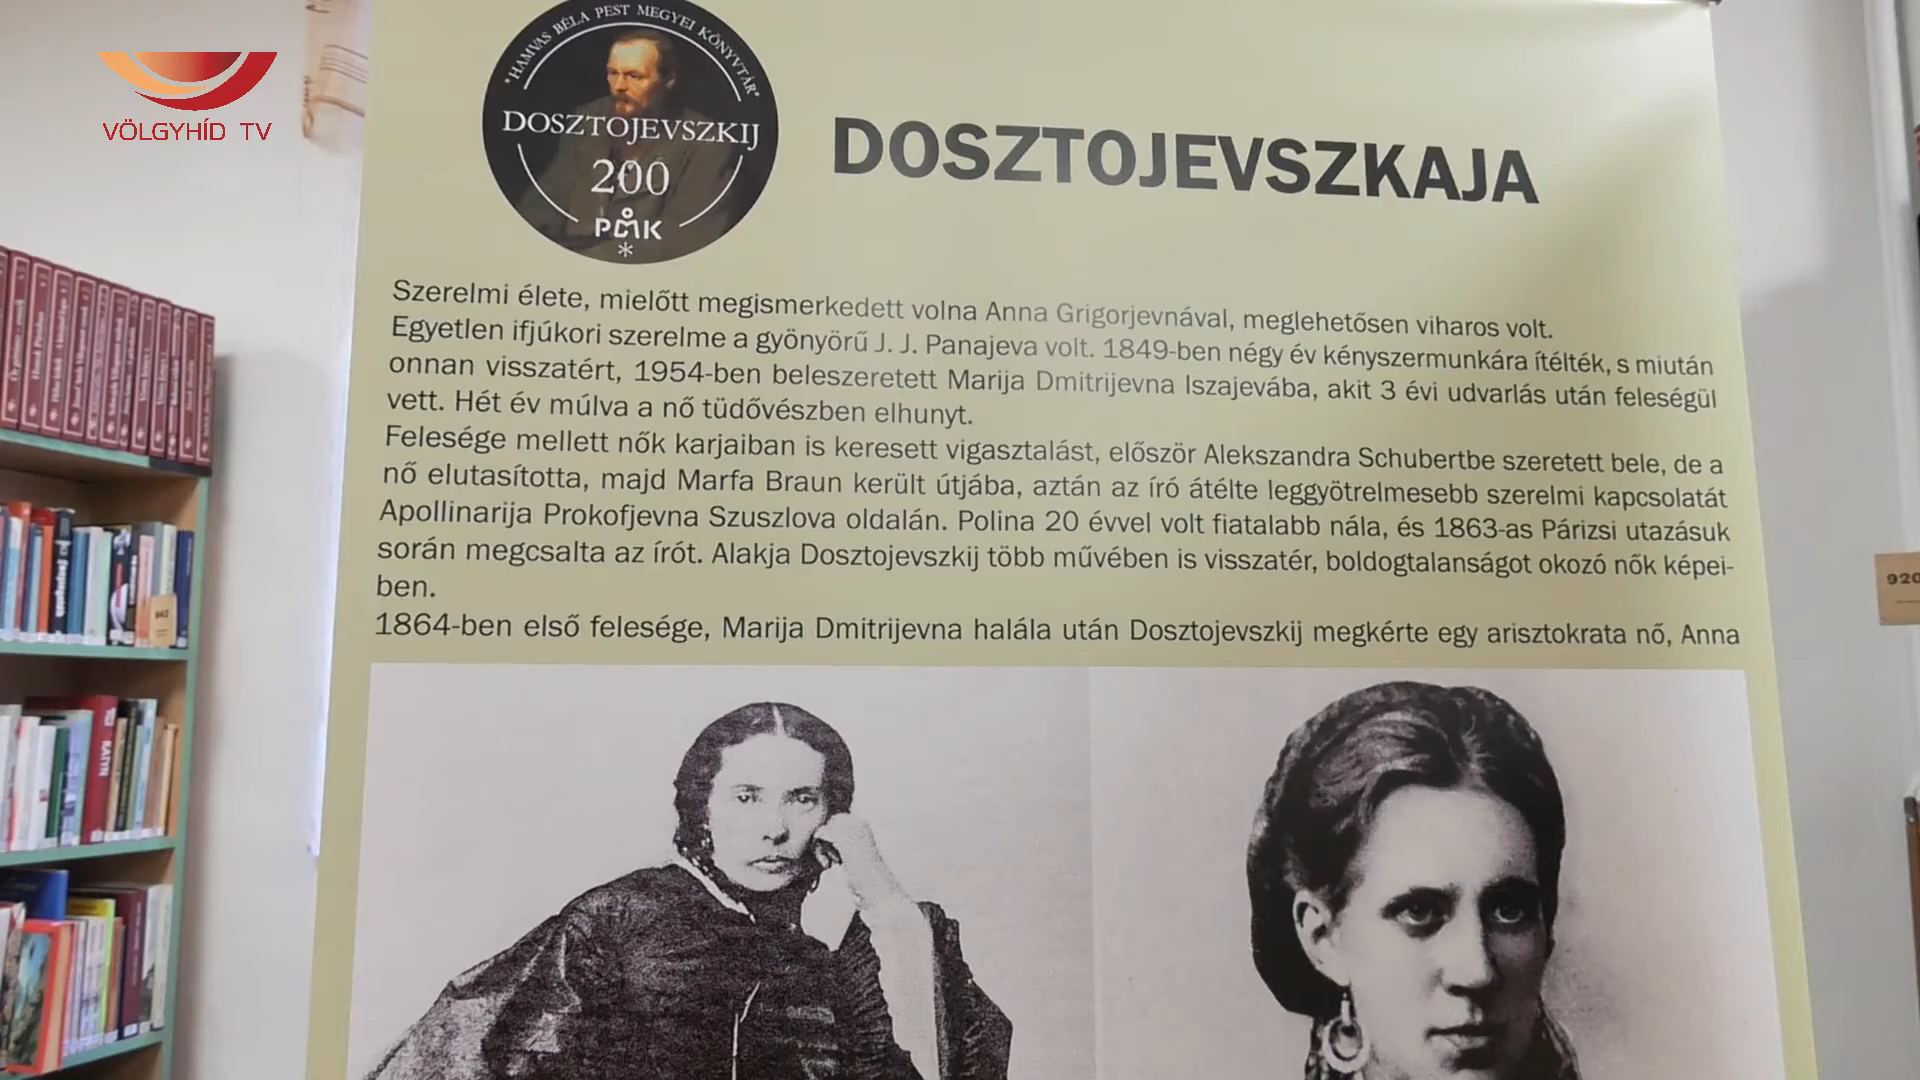 VÖLGYHÍD TV
*HAMVAS BÉLA PEST MEGYEI KÖNYVTÁR*
DOSZTOJEVSZKIJ
200
PMK
*
DOSZTOJEVSZKAJA
Szerelmi élete, mielőtt megismerkedett volna Anna Grigorjevnával, meglehetősen viharos volt.
Egyetlen ifjúkori szerelme a gyönyörű J. J. Panajeva volt. 1849-ben négy év kényszermunkára ítélték, s miután
onnan visszatért, 1954-ben beleszeretett Marija Dmitrijevna Iszajevába, akit 3 évi udvarlás után feleségül
vett. Hét év múlva a nő tüdővészben elhunyt.
Felesége mellett nők karjaiban is keresett vigasztalást, először Alekszandra Schubertbe szeretett bele, de a
nő elutasította, majd Marfa Braun került útjába, aztán az író átélte leggyötrelmesebb szerelmi kapcsolatát
Apollinarija Prokofjevna Szuszlova oldalán. Polina 20 évvel volt fiatalabb nála, és 1863-as Párizsi utazásuk
során megcsalta az írót. Alakja Dosztojevszkij több művében is visszatér, boldogtalanságot okozó nők képei-
ben.
1864-ben első felesége, Marija Dmitrijevna halála után Dosztojevszkij megkérte egy arisztokrata nő, Anna
KATYN
920